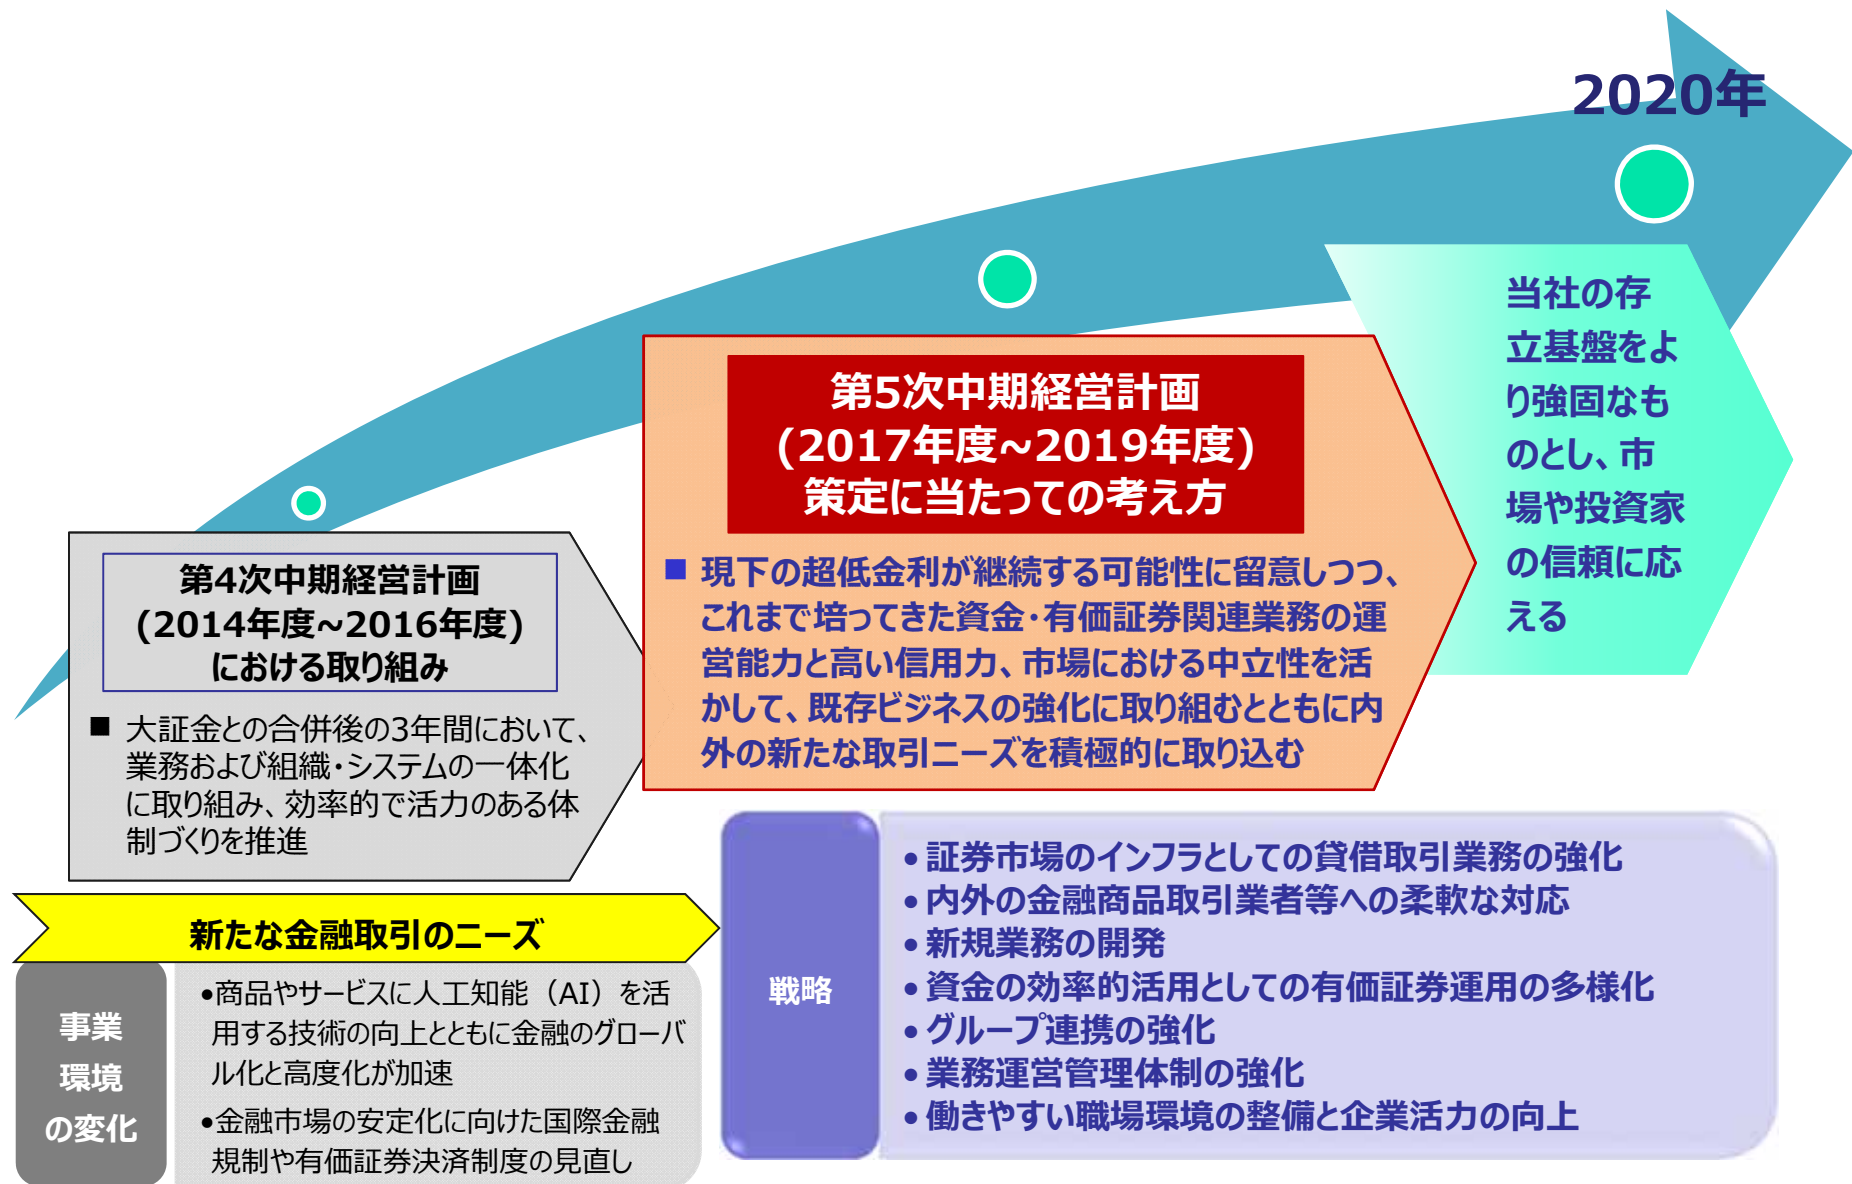 2020年
当社の存
立基盤をよ
り強固なも
のとし、市
場や投資家
の信頼に応
える
第5次中期経営計画
(2017年度~2019年度)
策定に当たっての考え方
■ 現下の超低金利が継続する可能性に留意しつつ、
これまで培ってきた資金・有価証券関連業務の運
営能力と高い信用力、市場における中立性を活
かして、既存ビジネスの強化に取り組むとともに内
外の新たな取引ニーズを積極的に取り込む
第4次中期経営計画
(2014年度~2016年度)
における取り組み
■ 大証金との合併後の3年間において、
業務および組織・システムの一体化
に取り組み、効率的で活力のある体
制づくりを推進
新たな金融取引のニーズ
事業
環境
の変化
•商品やサービスに人工知能（AI）を活
用する技術の向上とともに金融のグローバ
ル化と高度化が加速
•金融市場の安定化に向けた国際金融
規制や有価証券決済制度の見直し
戦略
•証券市場のインフラとしての貸借取引業務の強化
•内外の金融商品取引業者等への柔軟な対応
•新規業務の開発
•資金の効率的活用としての有価証券運用の多様化
•グループ連携の強化
•業務運営管理体制の強化
•働きやすい職場環境の整備と企業活力の向上